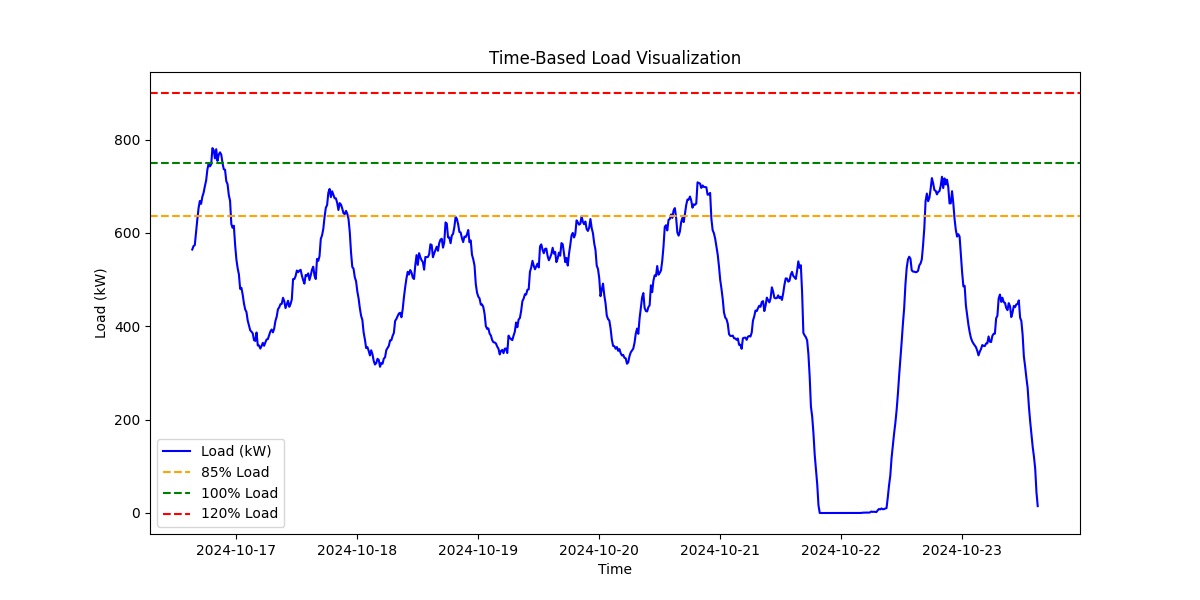 Time-Based Load Visualization
Load (kW)
800
600
400
200
0
Load (kW)
85% Load
100% Load
120% Load
2024-10-17
2024-10-18
2024-10-19
2024-10-20
2024-10-21
2024-10-22
2024-10-23
Time